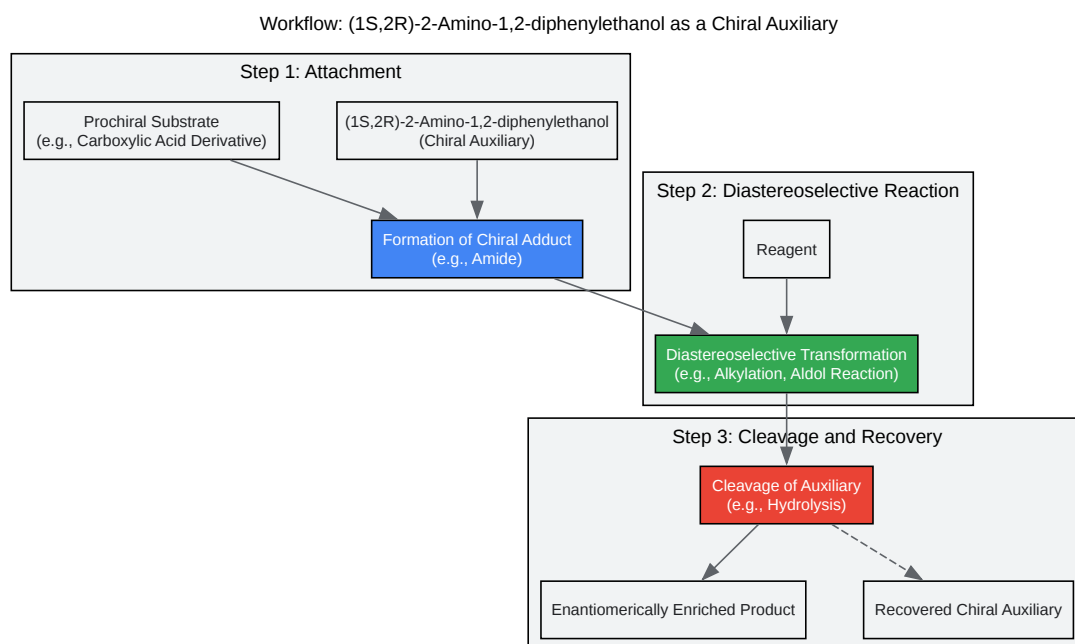 Workflow: (1S,2R)-2-Amino-1,2-diphenylethanol as a Chiral Auxiliary
Step 1: Attachment
Prochiral Substrate
(e.g., Carboxylic Acid Derivative)
(1S,2R)-2-Amino-1,2-diphenylethanol
(Chiral Auxiliary)
Formation of Chiral Adduct
(e.g., Amide)
Step 2: Diastereoselective Reaction
Reagent
Diastereoselective Transformation
(e.g., Alkylation, Aldol Reaction)
Step 3: Cleavage and Recovery
Cleavage of Auxiliary
(e.g., Hydrolysis)
Enantiomerically Enriched Product
Recovered Chiral Auxiliary